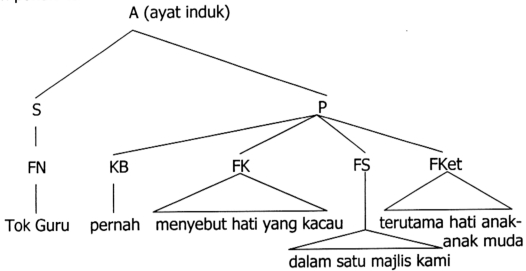 A (ayat induk)
S P
FN KB FK FS FKet
Tok Guru pernah menyebut hati yang kacau terutama hati anak-
anak muda
dalam satu majlis kami